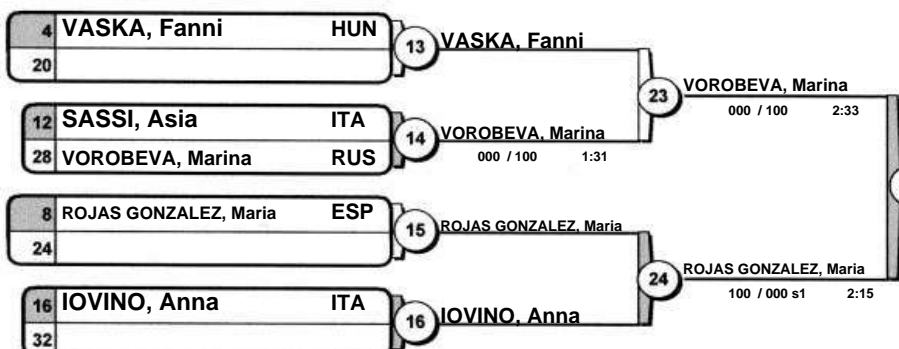 4 VASKA, Fanni HUN
20
13 VASKA, Fanni
12 SASSI, Asia ITA
28 VOROBEVA, Marina RUS
14 VOROBEVA, Marina
000 / 100 1:31
23 VOROBEVA, Marina
000 / 100 2:33
8 ROJAS GONZALEZ, Maria ESP
24
15 ROJAS GONZALEZ, Maria
16 IOVINO, Anna ITA
32
16 IOVINO, Anna
24 ROJAS GONZALEZ, Maria
100 / 000 s1 2:15